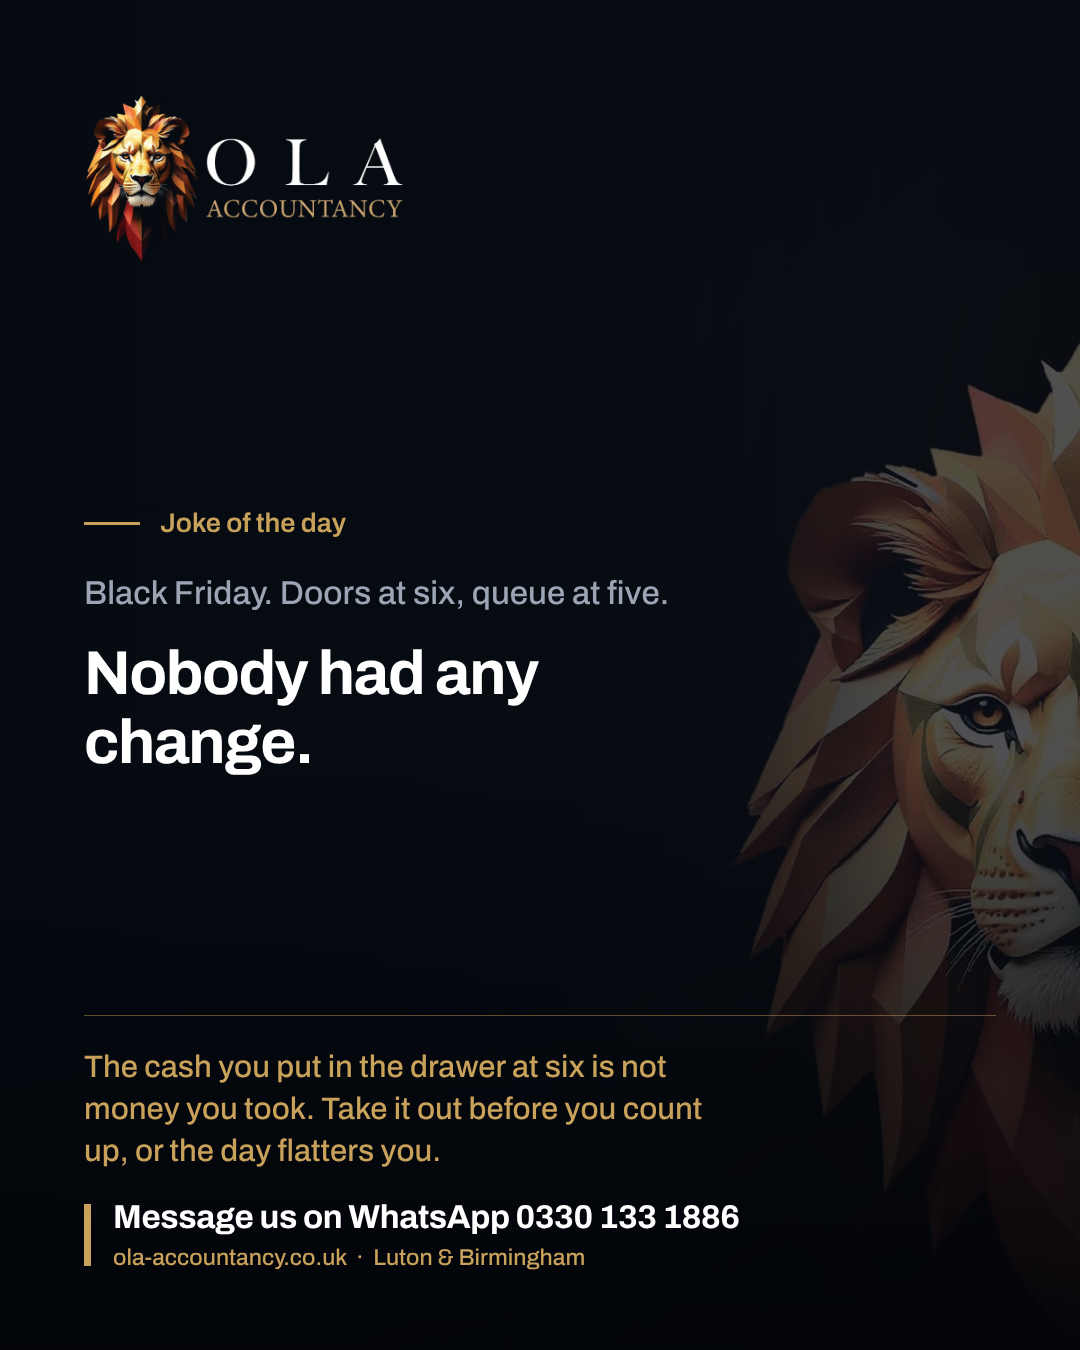 OLA
ACCOUNTANCY
Joke of the day
Black Friday. Doors at six, queue at five.
Nobody had any
change.
The cash you put in the drawer at six is not
money you took. Take it out before you count
up, or the day flatters you.
Message us on WhatsApp 0330 133 1886
ola-accountancy.co.uk · Luton & Birmingham